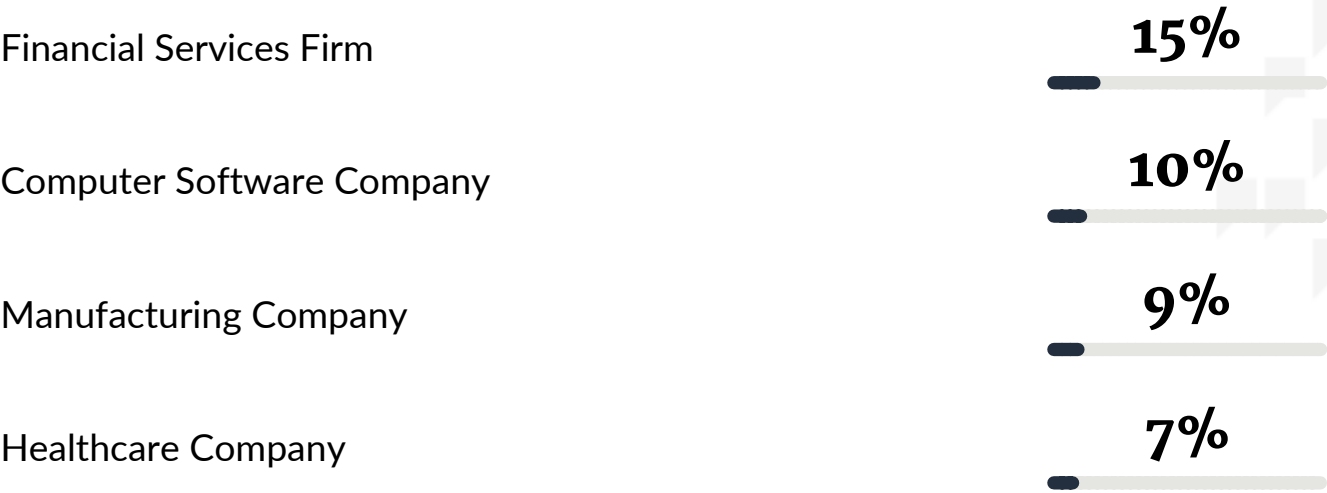 Financial Services Firm 15%
Computer Software Company 10%
Manufacturing Company 9%
Healthcare Company 7%